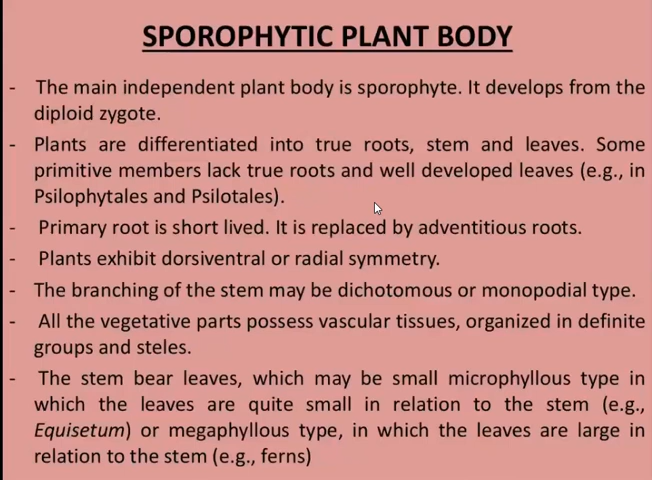 SPOROPHYTIC PLANT BODY
- The main independent plant body is sporophyte. It develops from the
diploid zygote.
- Plants are differentiated into true roots, stem and leaves. Some
primitive members lack true roots and well developed leaves (e.g., in
Psilophytales and Psilotales).
- Primary root is short lived. It is replaced by adventitious roots.
- Plants exhibit dorsiventral or radial symmetry.
- The branching of the stem may be dichotomous or monopodial type.
- All the vegetative parts possess vascular tissues, organized in definite
groups and steles.
- The stem bear leaves, which may be small microphyllous type in
which the leaves are quite small in relation to the stem (e.g.,
Equisetum) or megaphyllous type, in which the leaves are large in
relation to the stem (e.g., ferns)